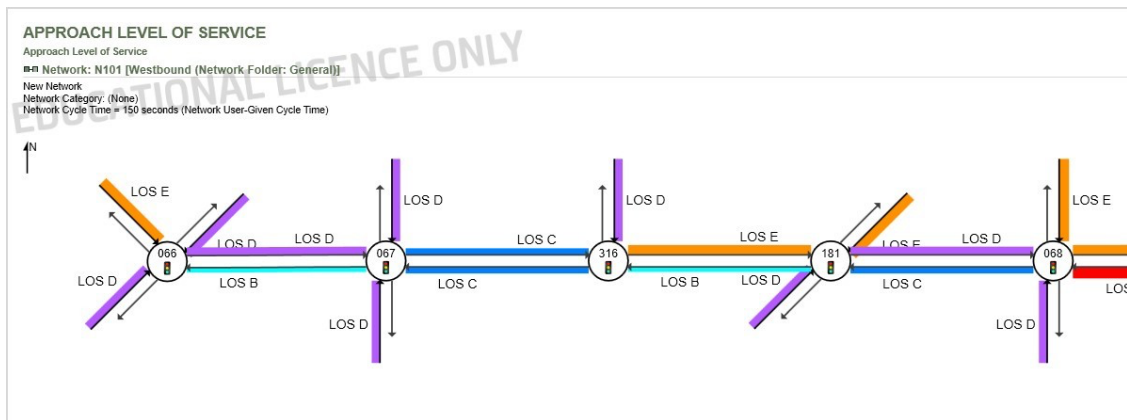 APPROACH LEVEL OF SERVICE
Approach Level of Service
Network: N101 [Westbound (Network Folder: General)]
New Network
Network Category: (None)
Network Cycle Time = 150 seconds (Network User-Given Cycle Time)
EDUCATIONAL LICENCE ONLY
N
LOS E
LOS D
LOS D
LOS E
LOS D
LOS D
LOS C
LOS E
LOS E
LOS D
066
067
316
181
068
LOS D
LOS B
LOS C
LOS B
LOS D
LOS C
LOS
LOS D
LOS D